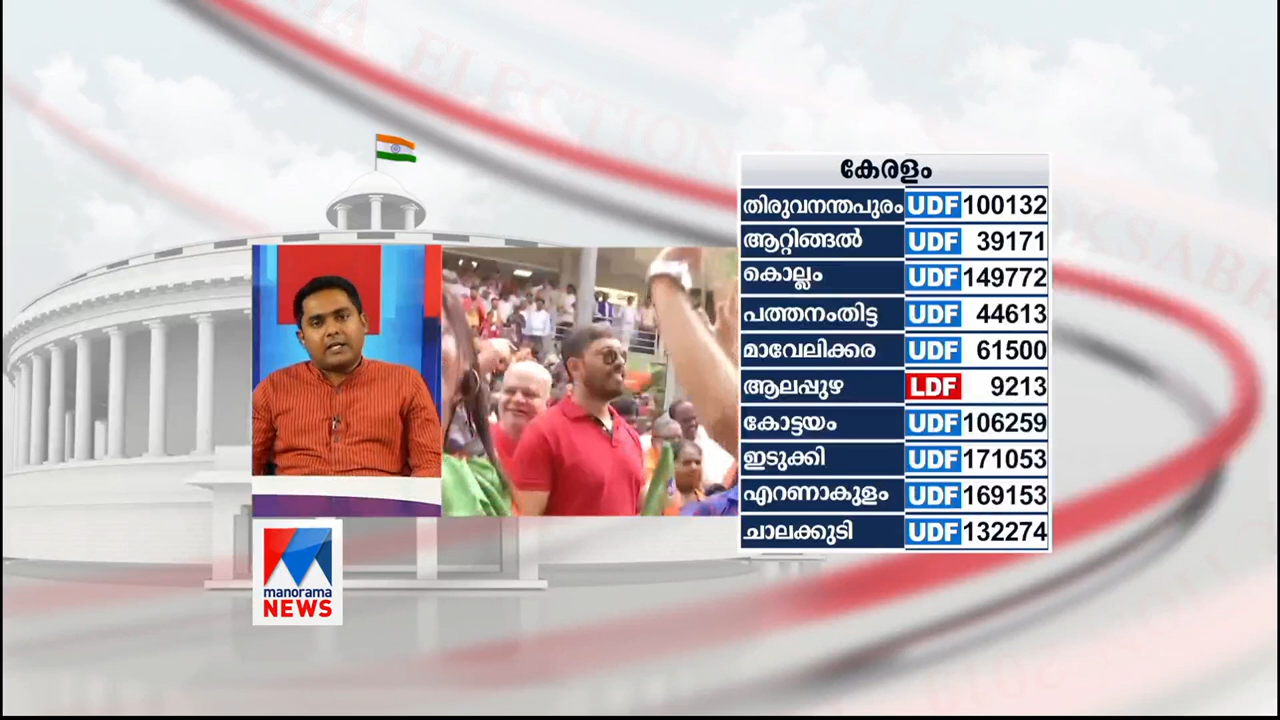 കേരളം
തിരുവനന്തപുരം UDF 100132
ആറ്റിങ്ങൽ UDF 39171
കൊല്ലം UDF 149772
പത്തനംതിട്ട UDF 44613
മാവേലിക്കര UDF 61500
ആലപ്പുഴ LDF 9213
കോട്ടയം UDF 106259
ഇടുക്കി UDF 171053
എറണാകുളം UDF 169153
ചാലക്കുടി UDF 132274
manorama
NEWS
ELECTION